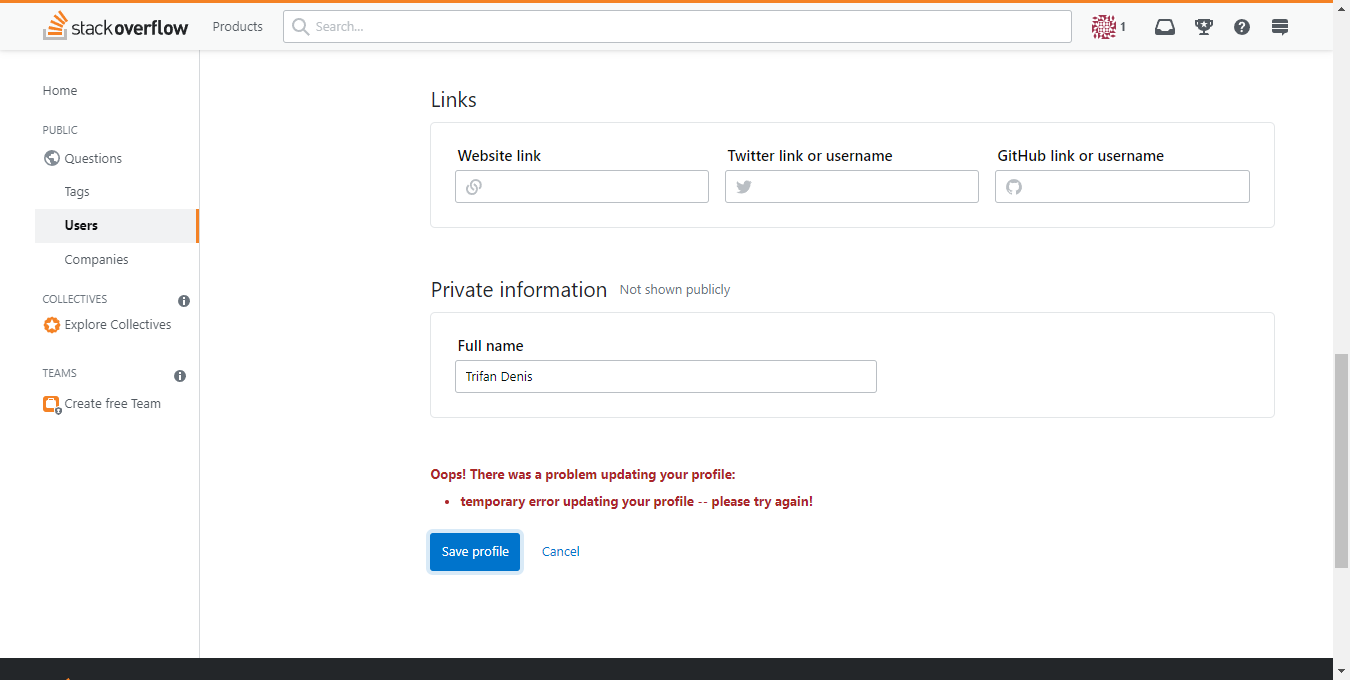 stackoverflow Products Search... 1
Home
PUBLIC
Questions
Tags
Users
Companies
COLLECTIVES
Explore Collectives
TEAMS
Create free Team
Links
Website link Twitter link or username GitHub link or username
Private information Not shown publicly
Full name
Trifan Denis
Oops! There was a problem updating your profile:
• temporary error updating your profile -- please try again!
Save profile Cancel